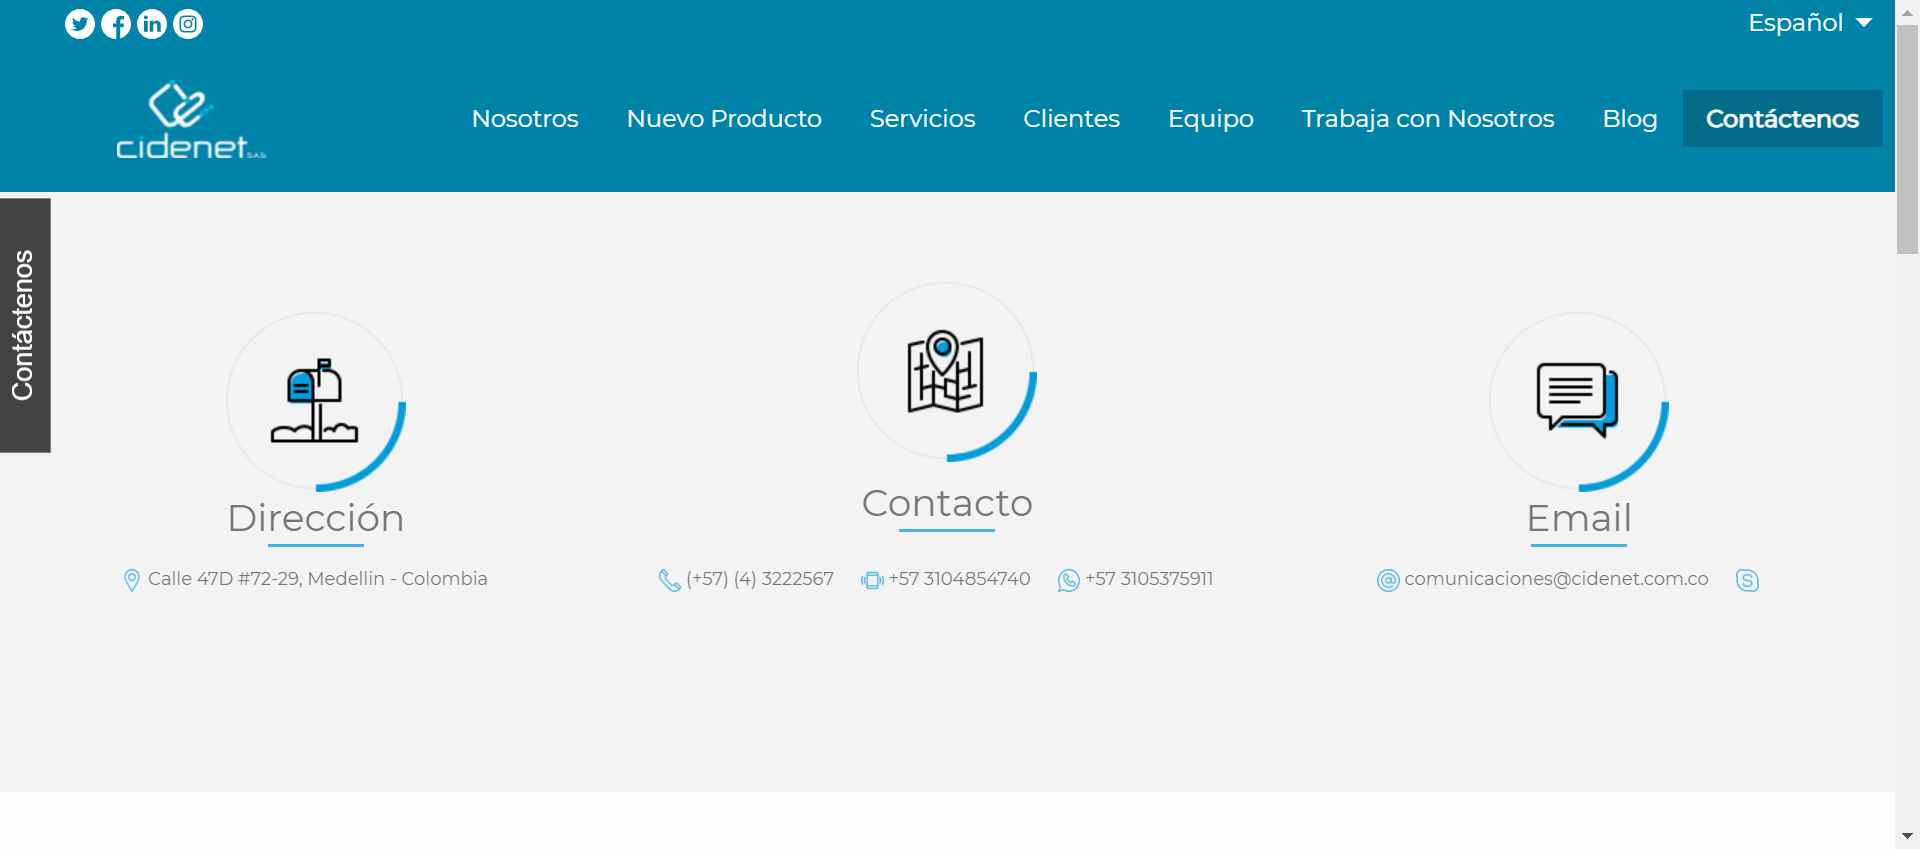 Español
cidenet S.A.S.
Nosotros
Nuevo Producto
Servicios
Clientes
Equipo
Trabaja con Nosotros
Blog
Contáctenos
Contáctenos
Dirección
Calle 47D #72-29, Medellin - Colombia
Contacto
(+57) (4) 3222567
+57 3104854740
+57 3105375911
Email
comunicaciones@cidenet.com.co